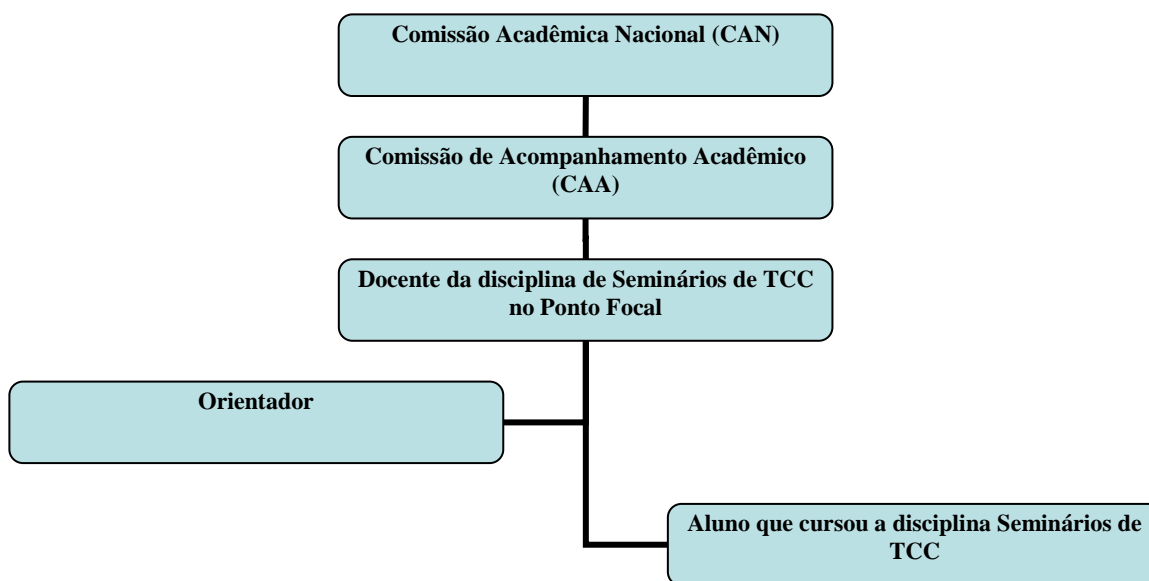 Comissão Acadêmica Nacional (CAN)
Comissão de Acompanhamento Acadêmico
(CAA)
Docente da disciplina de Seminários de TCC
no Ponto Focal
Orientador
Aluno que cursou a disciplina Seminários de
TCC